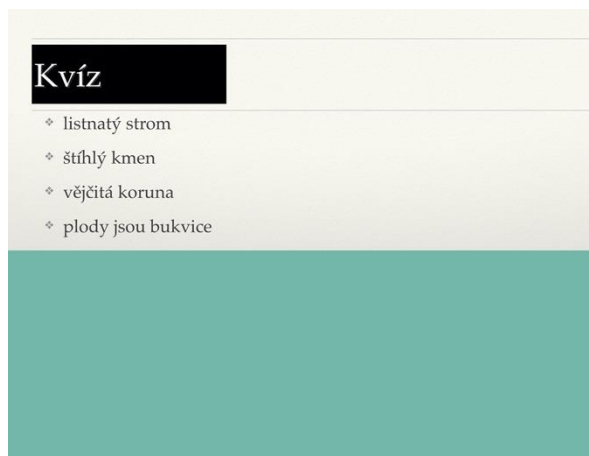 Kvíz
listnatý strom
štíhlý kmen
vějčitá koruna
plody jsou bukvice